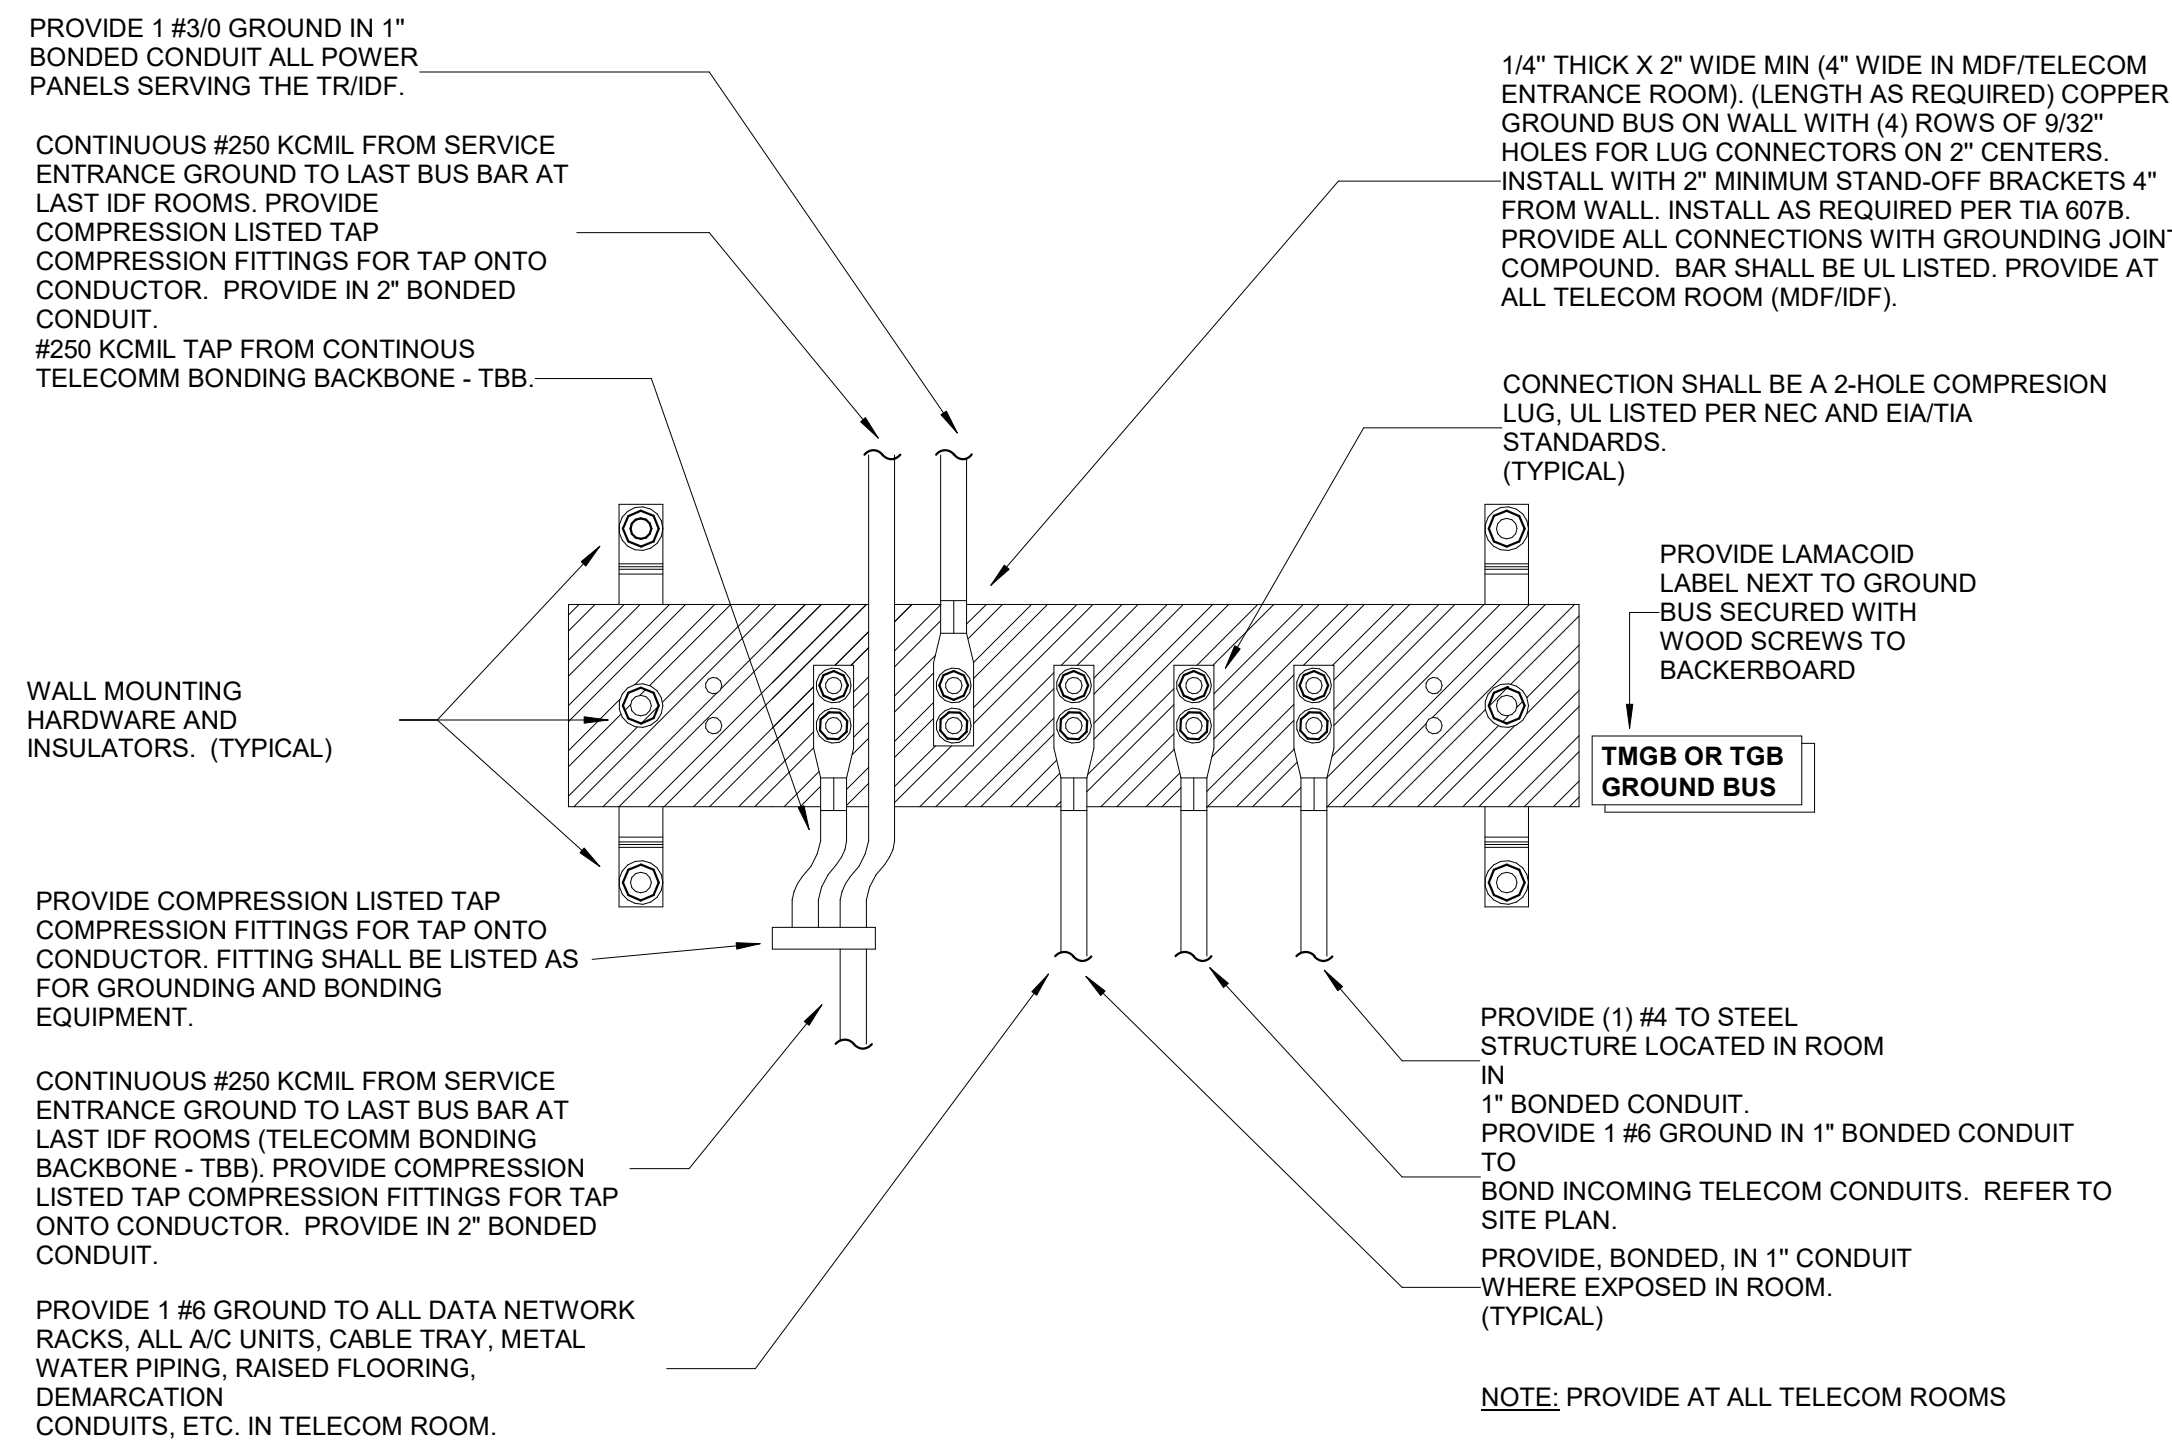 PROVIDE 1 #3/0 GROUND IN 1"
BONDED CONDUIT ALL POWER
PANELS SERVING THE TR/IDF.
CONTINUOUS #250 KCMIL FROM SERVICE
ENTRANCE GROUND TO LAST BUS BAR AT
LAST IDF ROOMS. PROVIDE
COMPRESSION LISTED TAP
COMPRESSION FITTINGS FOR TAP ONTO
CONDUCTOR. PROVIDE IN 2" BONDED
CONDUIT.
#250 KCMIL TAP FROM CONTINOUS
TELECOMM BONDING BACKBONE - TBB.
WALL MOUNTING
HARDWARE AND
INSULATORS. (TYPICAL)
PROVIDE COMPRESSION LISTED TAP
COMPRESSION FITTINGS FOR TAP ONTO
CONDUCTOR. FITTING SHALL BE LISTED AS
FOR GROUNDING AND BONDING
EQUIPMENT.
CONTINUOUS #250 KCMIL FROM SERVICE
ENTRANCE GROUND TO LAST BUS BAR AT
LAST IDF ROOMS (TELECOMM BONDING
BACKBONE - TBB). PROVIDE COMPRESSION
LISTED TAP COMPRESSION FITTINGS FOR TAP
ONTO CONDUCTOR. PROVIDE IN 2" BONDED
CONDUIT.
PROVIDE 1 #6 GROUND TO ALL DATA NETWORK
RACKS, ALL A/C UNITS, CABLE TRAY, METAL
WATER PIPING, RAISED FLOORING,
DEMARCATION
CONDUITS, ETC. IN TELECOM ROOM.
1/4" THICK X 2" WIDE MIN (4" WIDE IN MDF/TELECOM
ENTRANCE ROOM). (LENGTH AS REQUIRED) COPPER
GROUND BUS ON WALL WITH (4) ROWS OF 9/32"
HOLES FOR LUG CONNECTORS ON 2" CENTERS.
INSTALL WITH 2" MINIMUM STAND-OFF BRACKETS 4"
FROM WALL. INSTALL AS REQUIRED PER TIA 607B.
PROVIDE ALL CONNECTIONS WITH GROUNDING JOINT
COMPOUND. BAR SHALL BE UL LISTED. PROVIDE AT
ALL TELECOM ROOM (MDF/IDF).
CONNECTION SHALL BE A 2-HOLE COMPRESION
LUG, UL LISTED PER NEC AND EIA/TIA
STANDARDS.
(TYPICAL)
PROVIDE LAMACOID
LABEL NEXT TO GROUND
BUS SECURED WITH
WOOD SCREWS TO
BACKERBOARD
TMGB OR TGB
GROUND BUS
PROVIDE (1) #4 TO STEEL
STRUCTURE LOCATED IN ROOM
IN
1" BONDED CONDUIT.
PROVIDE 1 #6 GROUND IN 1" BONDED CONDUIT
TO
BOND INCOMING TELECOM CONDUITS. REFER TO
SITE PLAN.
PROVIDE, BONDED, IN 1" CONDUIT
WHERE EXPOSED IN ROOM.
(TYPICAL)
NOTE: PROVIDE AT ALL TELECOM ROOMS